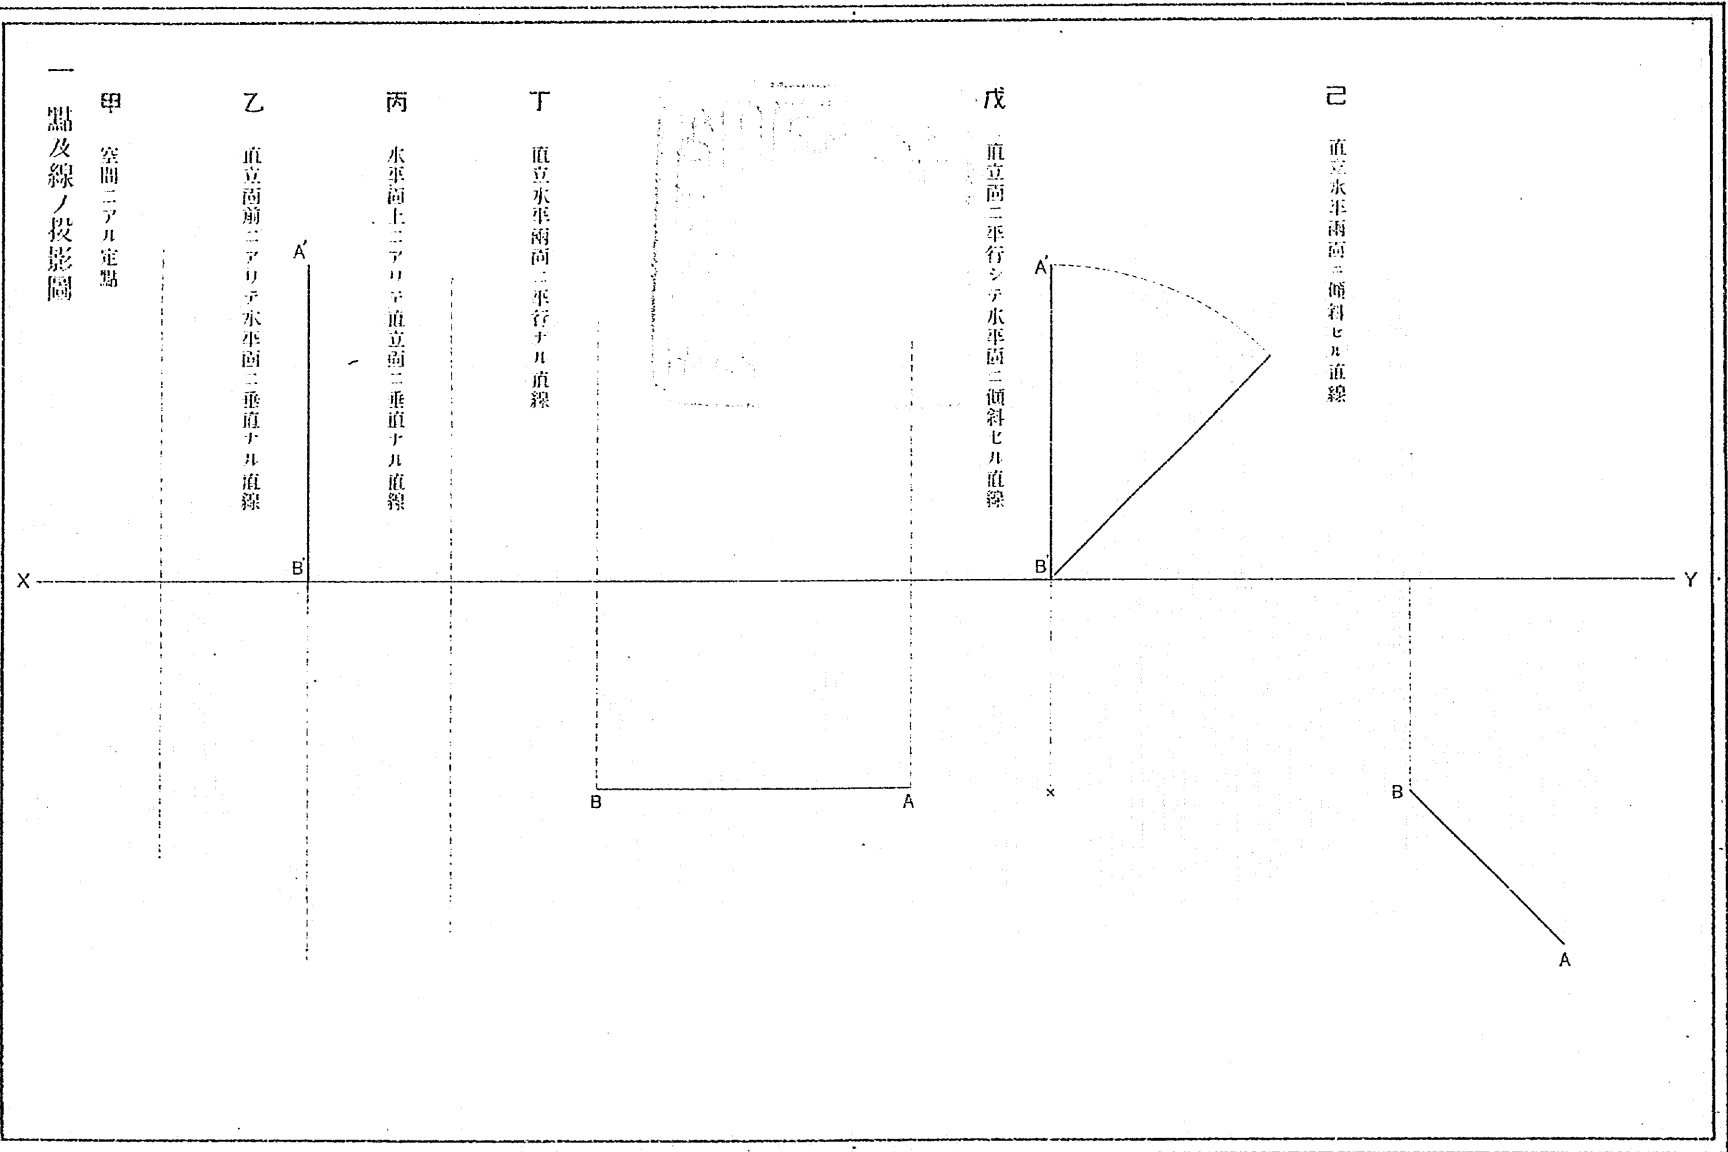 一 點及線ノ投影圖
甲 空間ニアル定點
乙 直立面前ニアリテ水平面ニ垂直ナル直線
丙 水平面上ニアリテ直立面ニ垂直ナル直線
丁 直立水平兩面ニ平行ナル直線
戊 直立面ニ平行シテ水平面ニ傾斜セル直線
己 直立水平兩面ニ傾斜セル直線
A'
B'
X
B
A
A'
B'
Y
B
A